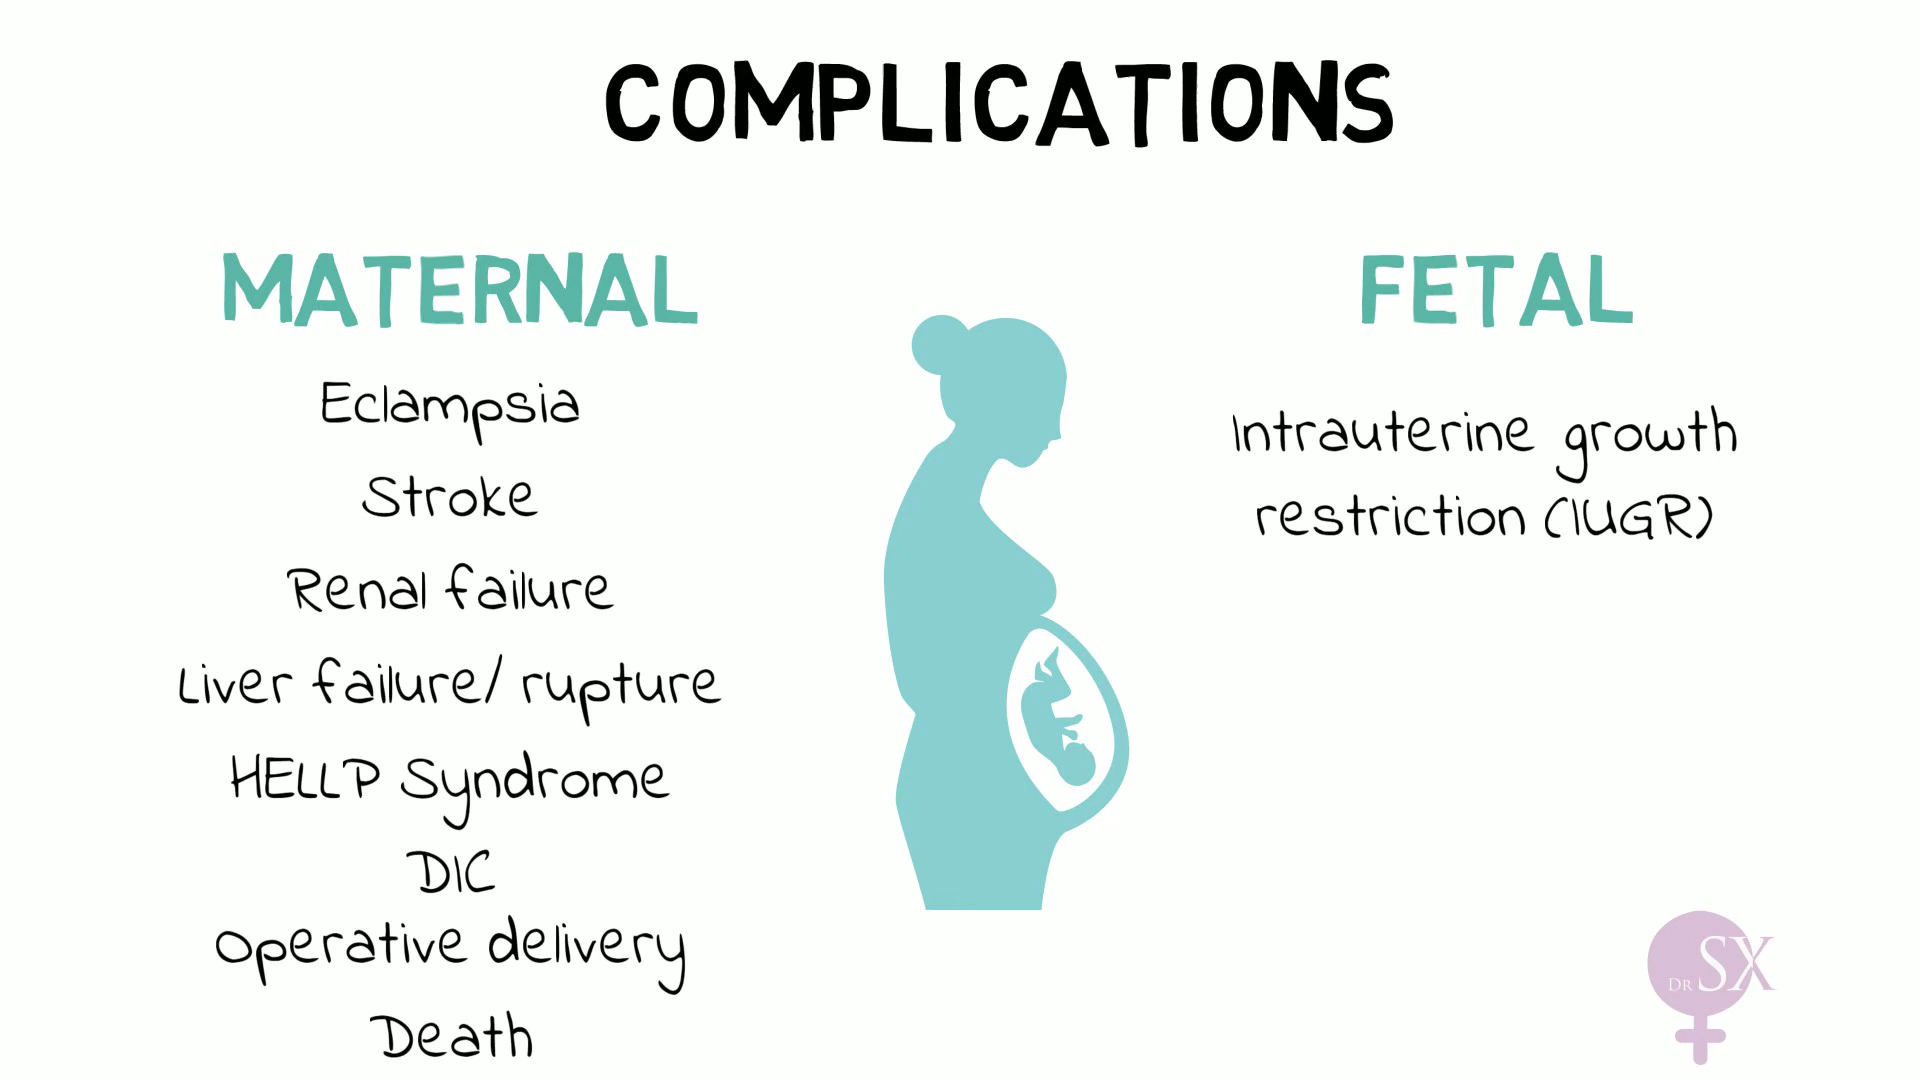 COMPLICATIONS
MATERNAL
Eclampsia
Stroke
Renal failure
Liver failure/ rupture
HELLP Syndrome
DIC
Operative delivery
Death
FETAL
Intrauterine growth
restriction (IUGR)
DR SX